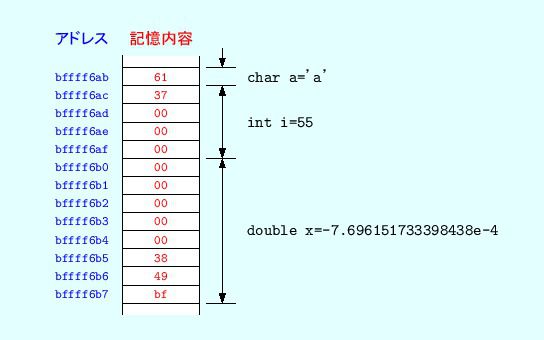 アドレス 記憶内容
bffff6ab 61 char a='a'
bffff6ac 37
bffff6ad 00 int i=55
bffff6ae 00
bffff6af 00
bffff6b0 00
bffff6b1 00
bffff6b2 00
bffff6b3 00 double x=-7.696151733398438e-4
bffff6b4 00
bffff6b5 38
bffff6b6 49
bffff6b7 bf